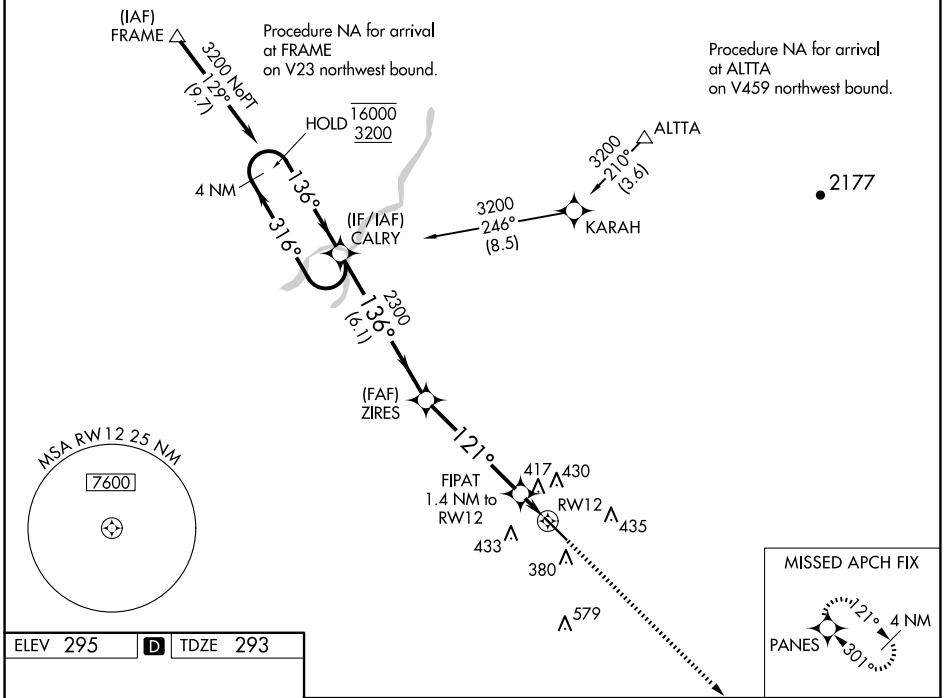 (IAF)
FRAME
3200 NoPT
129°
(9.7)
Procedure NA for arrival
at FRAME
on V23 northwest bound.
Procedure NA for arrival
at ALTTA
on V459 northwest bound.
HOLD
16000
3200
4 NM
136°
316°
(IF/IAF)
CALRY
ALTTA
3200
210°
(3.6)
KARAH
3200
246°
(8.5)
2177
2300
136°
(6.1)
(FAF)
ZIRES
121°
FIPAT
1.4 NM to
RW12
417
430
RW12
435
433
380
579
MSA RW12 25 NM
7600
MISSED APCH FIX
121°
4 NM
PANES
301°
ELEV 295
D
TDZE 293